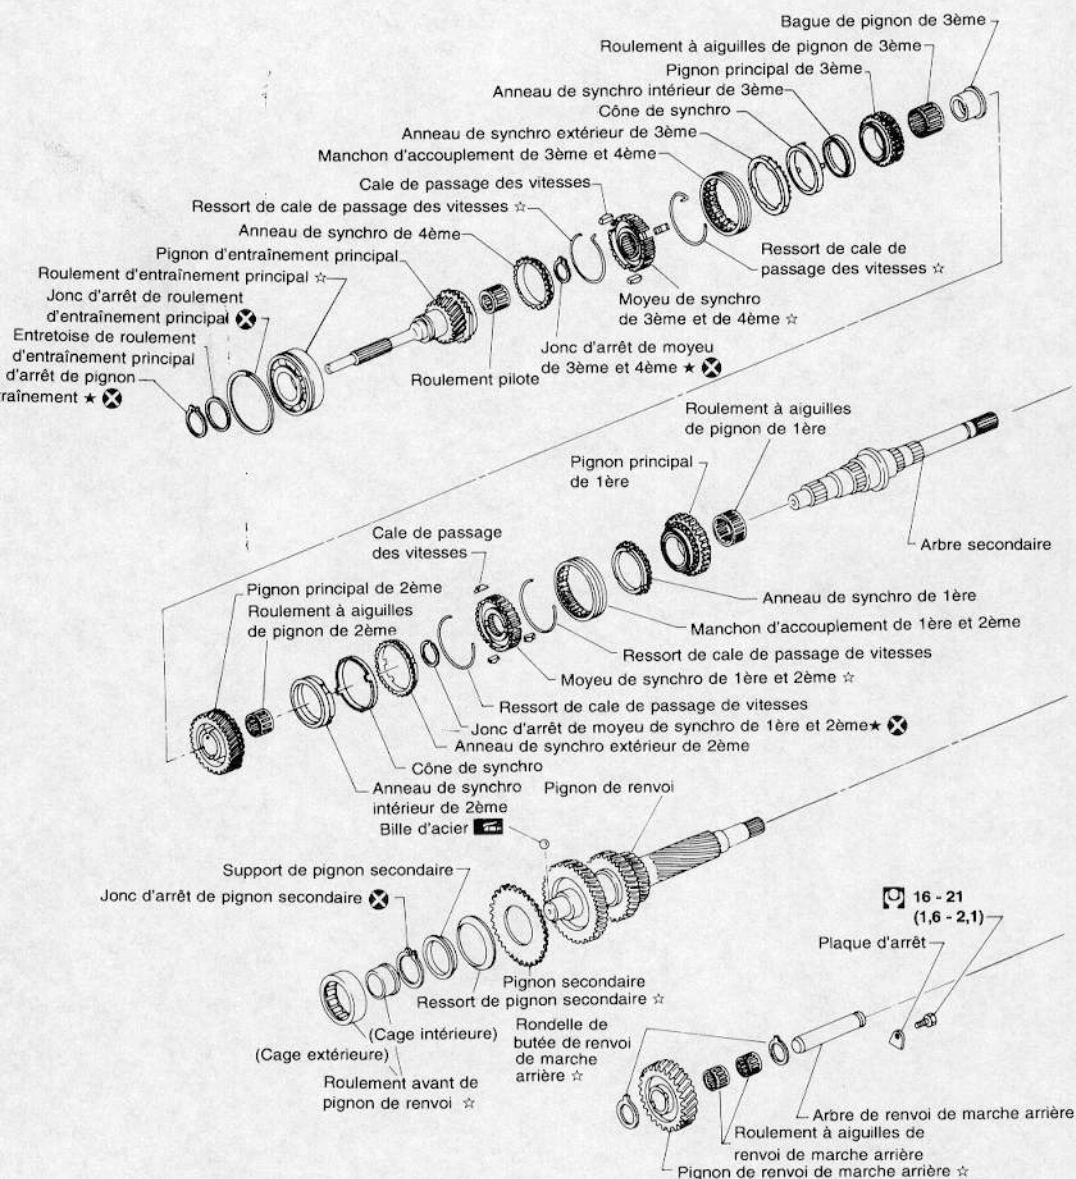 Bague de pignon de 3ème
Roulement à aiguilles de pignon de 3ème
Pignon principal de 3ème
Anneau de synchro intérieur de 3ème
Cône de synchro
Anneau de synchro extérieur de 3ème
Manchon d'accouplement de 3ème et 4ème
Cale de passage des vitesses
Ressort de cale de passage des vitesses ☆
Anneau de synchro de 4ème
Pignon d'entraînement principal
Roulement d'entraînement principal ☆
Jonc d'arrêt de roulement
d'entraînement principal
Entretoise de roulement
d'entraînement principal
d'arrêt de pignon
raînement ★
Roulement pilote
Jonc d'arrêt de moyeu
de 3ème et 4ème ★
Moyeu de synchro
de 3ème et de 4ème ☆
Ressort de cale de
passage des vitesses ☆
Roulement à aiguilles
de pignon de 1ère
Pignon principal
de 1ère
Arbre secondaire
Cale de passage
des vitesses
Anneau de synchro de 1ère
Manchon d'accouplement de 1ère et 2ème
Ressort de cale de passage de vitesses
Moyeu de synchro de 1ère et 2ème ☆
Ressort de cale de passage de vitesses
Jonc d'arrêt de moyeu de synchro de 1ère et 2ème★
Anneau de synchro extérieur de 2ème
Pignon principal de 2ème
Roulement à aiguilles
de pignon de 2ème
Cône de synchro
Anneau de synchro
intérieur de 2ème
Pignon de renvoi
Bille d'acier
Support de pignon secondaire
Jonc d'arrêt de pignon secondaire
Pignon secondaire
Ressort de pignon secondaire ☆
(Cage intérieure)
(Cage extérieure)
Roulement avant de
pignon de renvoi ☆
Rondelle de
butée de renvoi
de marche
arrière ☆
16 - 21
(1,6 - 2,1)
Plaque d'arrêt
Arbre de renvoi de marche arrière
Roulement à aiguilles de
renvoi de marche arrière
Pignon de renvoi de marche arrière ☆